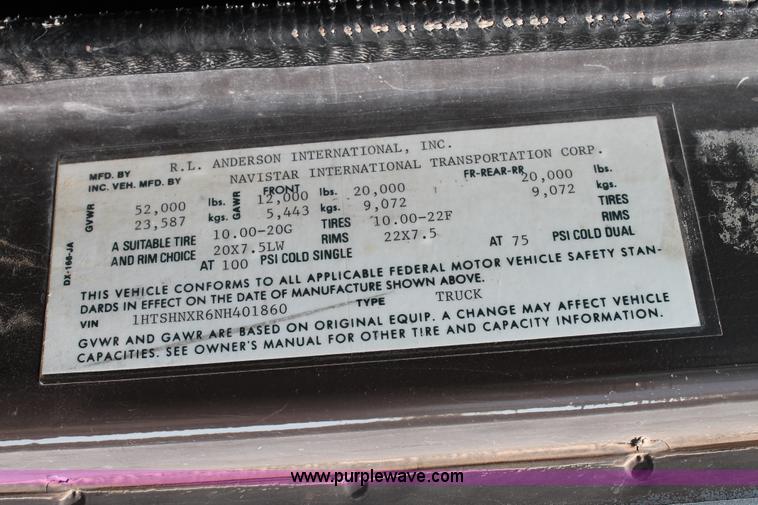 MFD. BY R.L. ANDERSON INTERNATIONAL, INC.
INC. VEH. MFD. BY NAVISTAR INTERNATIONAL TRANSPORTATION CORP.
GVWR 52,000 lbs. GAWR FRONT 12,000 lbs. 20,000 FR-REAR-RR 20,000 lbs.
23,587 kgs. 5,443 kgs. 9,072 9,072 kgs.
A SUITABLE TIRE 10.00-20G TIRES 10.00-22F TIRES
AND RIM CHOICE 20X7.5LW RIMS 22X7.5 RIMS
AT 100 PSI COLD SINGLE AT 75 PSI COLD DUAL
THIS VEHICLE CONFORMS TO ALL APPLICABLE FEDERAL MOTOR VEHICLE SAFETY STAN-
DARDS IN EFFECT ON THE DATE OF MANUFACTURE SHOWN ABOVE.
VIN 1HTSHNXR6NH401860 TYPE TRUCK
GVWR AND GAWR ARE BASED ON ORIGINAL EQUIP. A CHANGE MAY AFFECT VEHICLE
CAPACITIES. SEE OWNER'S MANUAL FOR OTHER TIRE AND CAPACITY INFORMATION.
DX-166-JA
www.purplewave.com